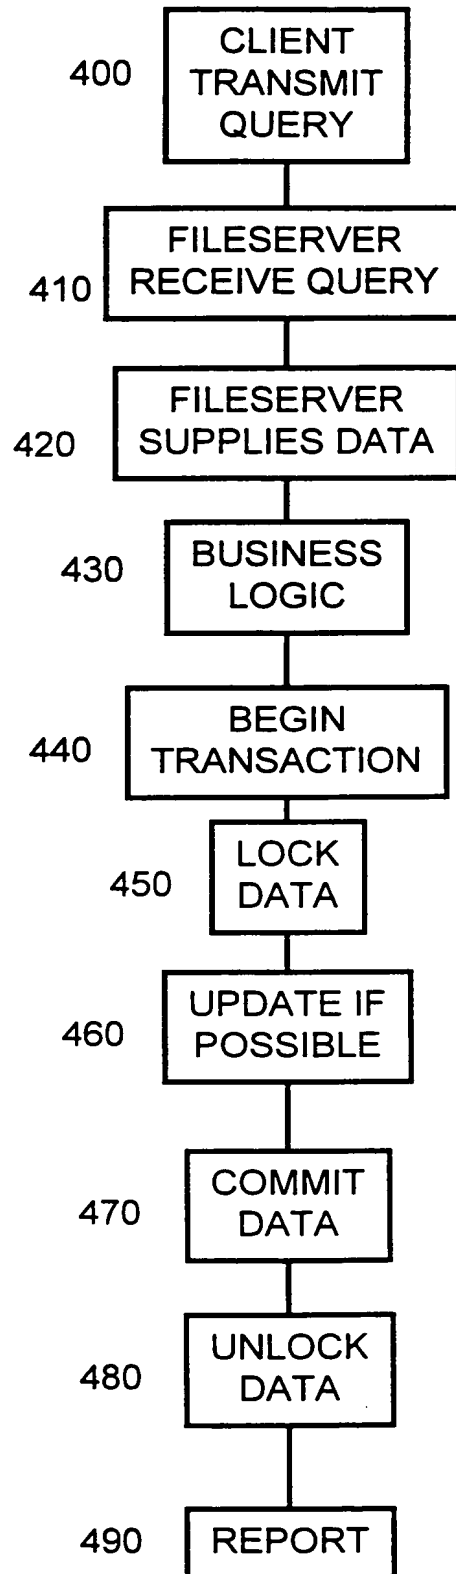 400
CLIENT
TRANSMIT
QUERY
410
FILESERVER
RECEIVE QUERY
420
FILESERVER
SUPPLIES DATA
430
BUSINESS
LOGIC
440
BEGIN
TRANSACTION
450
LOCK
DATA
460
UPDATE IF
POSSIBLE
470
COMMIT
DATA
480
UNLOCK
DATA
490
REPORT